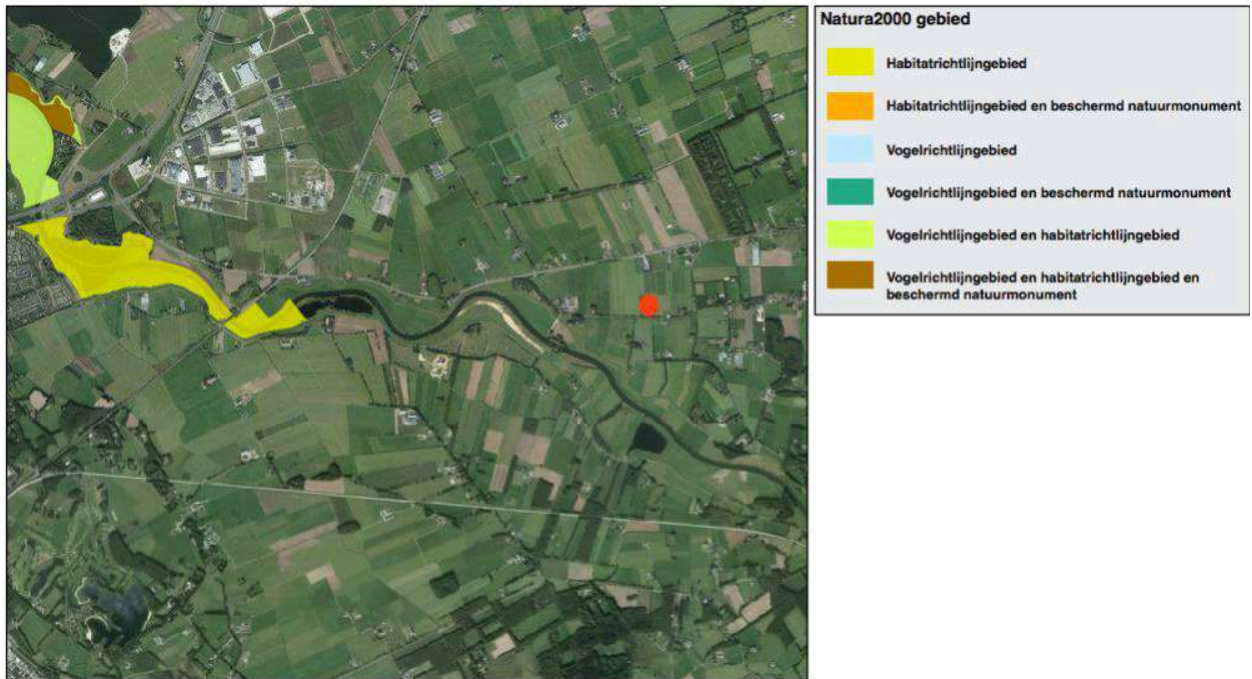 Natura2000 gebied
Habitatrichtlijngebied
Habitatrichtlijngebied en beschermd natuurmonument
Vogelrichtlijngebied
Vogelrichtlijngebied en beschermd natuurmonument
Vogelrichtlijngebied en habitatrichtlijngebied
Vogelrichtlijngebied en habitatrichtlijngebied en
beschermd natuurmonument